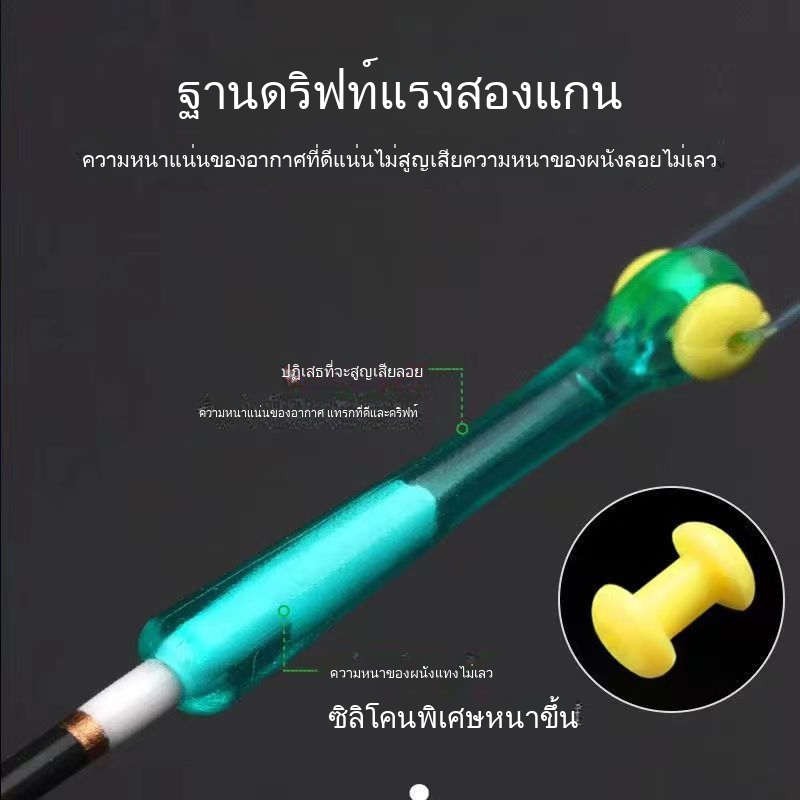 ฐานดริฟท์แรงสองแกน
ความหนาแน่นของอากาศที่ดีแน่นไม่สูญเสียความหนาของผนังลอยไม่เลว
ปฏิเสธที่จะสูญเสียลอย
ความหนาแน่นของอากาศ แทรกที่ดีและดริฟท์
ความหนาของผนังแทงไม่เลว
ซิลิโคนพิเศษหนาขึ้น